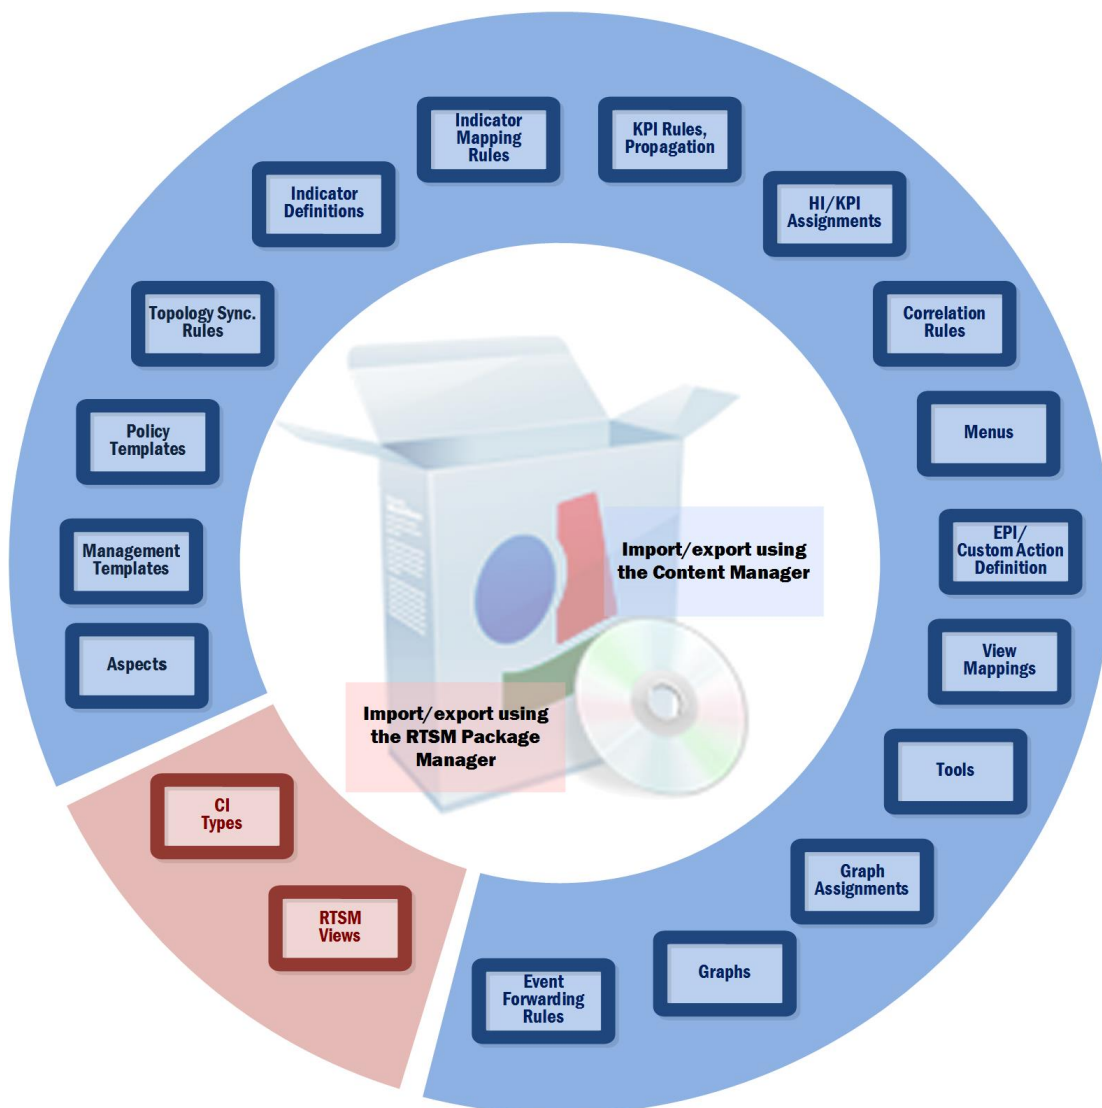 Indicator
Mapping
Rules
KPI Rules,
Propagation
Indicator
Definitions
HI/KPI
Assignments
Topology Sync.
Rules
Correlation
Rules
Policy
Templates
Menus
Management
Templates
EPI/
Custom Action
Definition
Import/export using
the Content Manager
Aspects
View
Mappings
Import/export using
the RTSM Package
Manager
Tools
CI
Types
Graph
Assignments
RTSM
Views
Graphs
Event
Forwarding
Rules